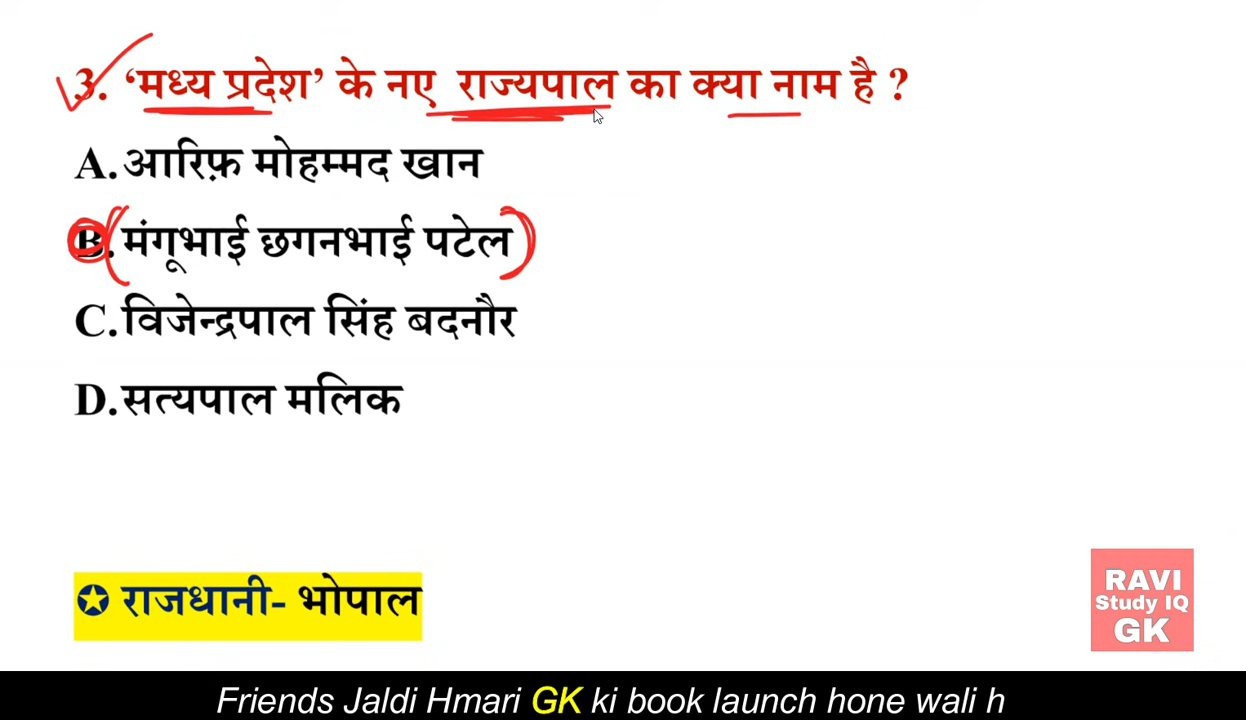 3. ‘मध्य प्रदेश’ के नए राज्यपाल का क्या नाम है ?
A.आरिफ़ मोहम्मद खान
B.मंगूभाई छगनभाई पटेल
C.विजेन्द्रपाल सिंह बदनौर
D.सत्यपाल मलिक
✪ राजधानी- भोपाल
RAVI
Study IQ
GK
Friends Jaldi Hmari GK ki book launch hone wali h